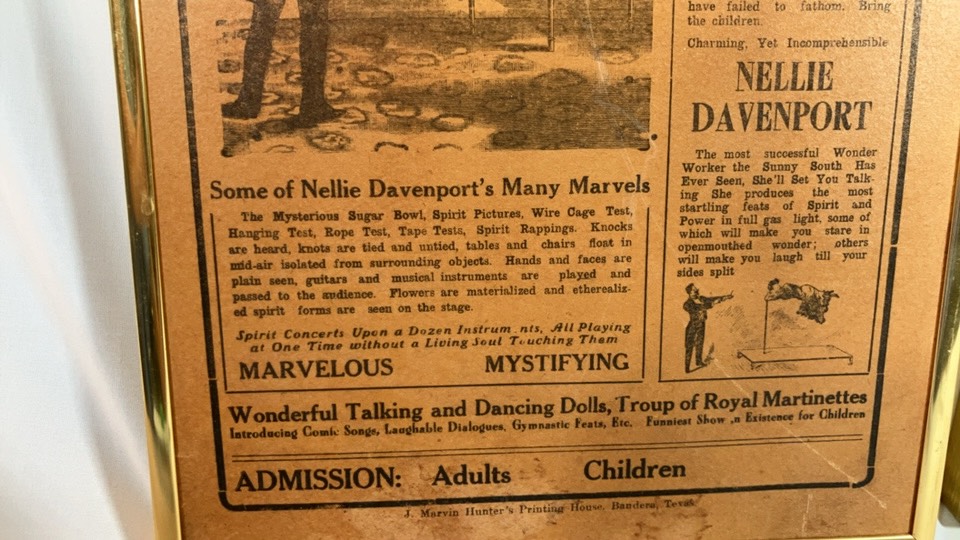 have failed to fathom. Bring
the children.
Charming, Yet Incomprehensible
NELLIE
DAVENPORT
The most successful Wonder
Worker the Sunny South Has
Ever Seen, She'll Set You Talk-
ing She produces the most
startling feats of Spirit and
Power in full gas light, some of
which will make you stare in
openmouthed wonder; others
will make you laugh till your
sides split
Some of Nellie Davenport's Many Marvels
The Mysterious Sugar Bowl, Spirit Pictures, Wire Cage Test,
Hanging Test, Rope Test, Tape Tests, Spirit Rappings. Knocks
are heard, knots are tied and untied, tables and chairs float in
mid-air isolated from surrounding objects. Hands and faces are
plain seen, guitars and musical instruments are played and
passed to the audience. Flowers are materialized and etherealiz-
ed spirit forms are seen on the stage.
Spirit Concerts Upon a Dozen Instrum nts, All Playing
at One Time without a Living Soul Touching Them
MARVELOUS MYSTIFYING
Wonderful Talking and Dancing Dolls, Troup of Royal Martinettes
Introducing Comic Songs, Laughable Dialogues, Gymnastic Feats, Etc. Funniest Show in Existence for Children
ADMISSION: Adults Children
J. Marvin Hunter's Printing House, Bandera, Texas